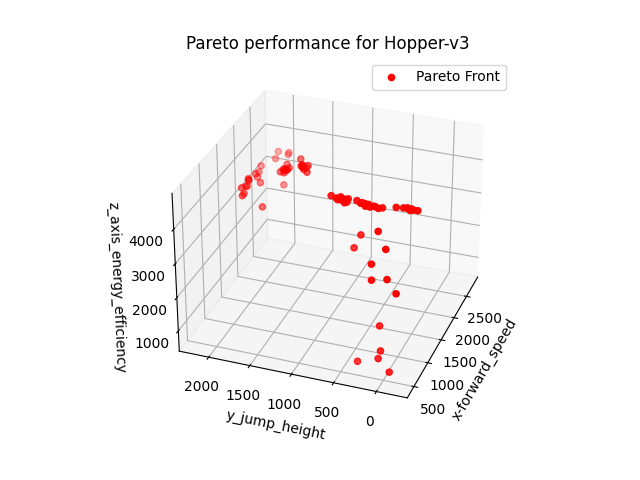 Pareto performance for Hopper-v3
Pareto Front
z_axis_energy_efficiency
4000
3000
2000
1000
2000
1500
1000
500
0
y_jump_height
2500
2000
1500
1000
500
x-forward_speed